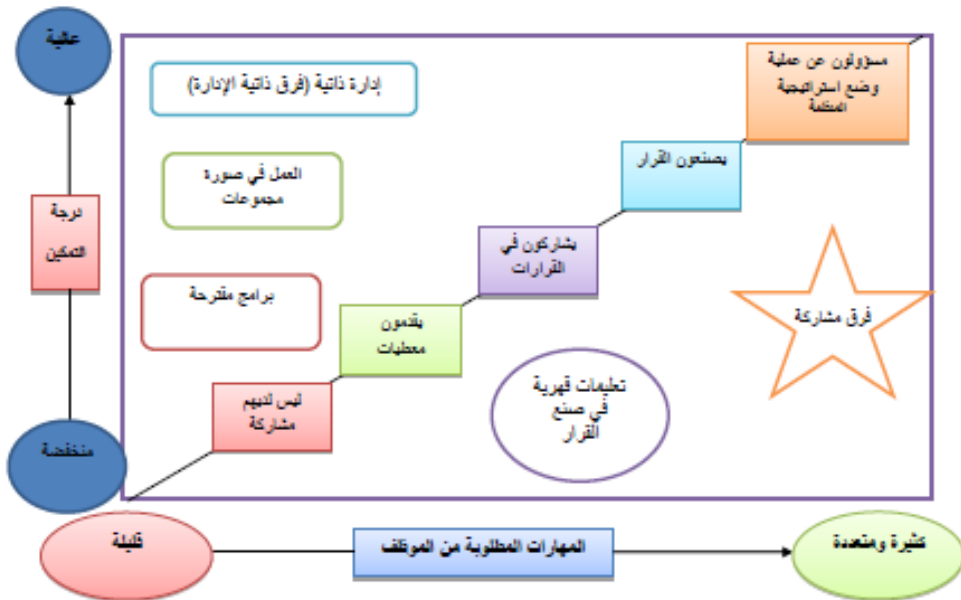 عالية
مسؤولون عن عملية
وضع استراتيجية
المنظمة
إدارة ذاتية (فرق ذاتية الإدارة)
يصنعون القرار
العمل في صورة
مجموعات
درجة
التمكين
يشاركون في
القرارات
برامج مقترحة
يقدمون
معطيات
فرق مشاركة
تعليمات قهرية
في صنع
القرار
ليس لديهم
مشاركة
منخفضة
قليلة
المهارات المطلوبة من الموظف
كثيرة ومتعددة